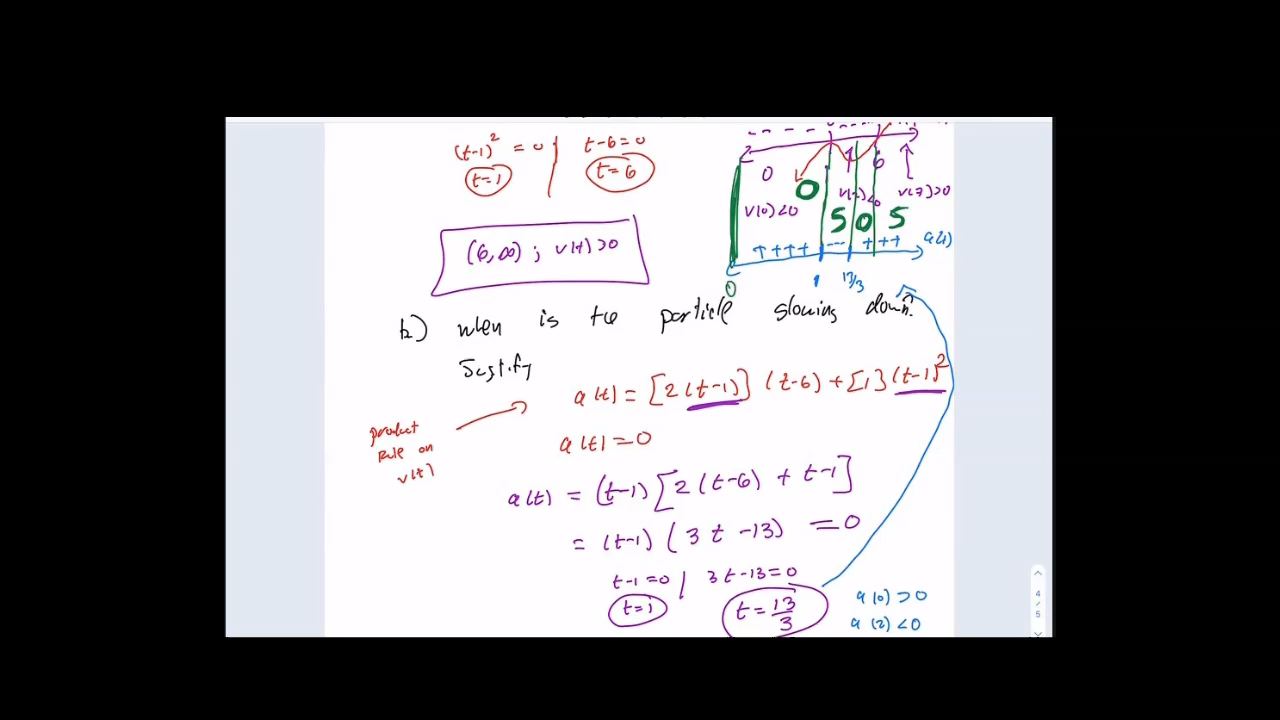 (t-1)² = 0 | t-6=0
t=1 t=6
- - - - - - - -
0 1 6
v(0)<0 v(7)>0
O S O S
++++ --- +++ a(t)
0 1 13/3
(6,∞) ; v(t)>0
b) when is the particle slowing down?
Justify
a(t) = [2(t-1)](t-6)+[1](t-1)²
product
rule on
v(t)
a(t)=0
a(t) = (t-1)[2(t-6) + t-1]
= (t-1)(3t-13) =0
t-1=0 | 3t-13=0
t=1 t=13/3
a(0)>0
a(2)<0
4
/
5